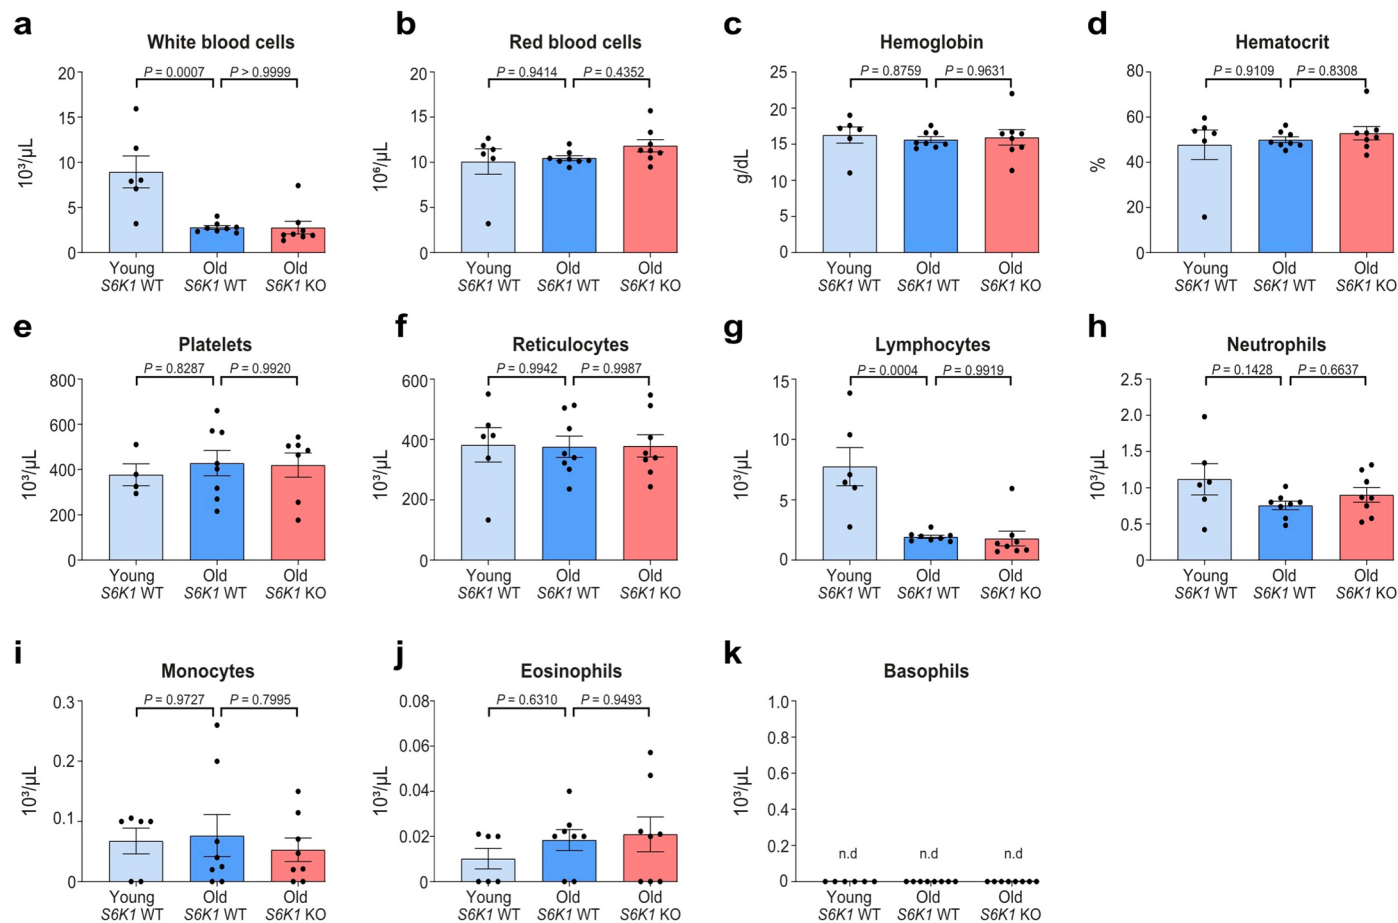 a
White blood cells
P = 0.0007 P > 0.9999
20
15
10
5
0
10³/μL
Young Old Old
S6K1 WT S6K1 WT S6K1 KO
b
Red blood cells
P = 0.9414 P = 0.4352
20
15
10
5
0
10⁶/μL
Young Old Old
S6K1 WT S6K1 WT S6K1 KO
c
Hemoglobin
P = 0.8759 P = 0.9631
25
20
15
10
5
0
g/dL
Young Old Old
S6K1 WT S6K1 WT S6K1 KO
d
Hematocrit
P = 0.9109 P = 0.8308
80
60
40
20
0
%
Young Old Old
S6K1 WT S6K1 WT S6K1 KO
e
Platelets
P = 0.8287 P = 0.9920
800
600
400
200
0
10³/μL
Young Old Old
S6K1 WT S6K1 WT S6K1 KO
f
Reticulocytes
P = 0.9942 P = 0.9987
600
400
200
0
10³/μL
Young Old Old
S6K1 WT S6K1 WT S6K1 KO
g
Lymphocytes
P = 0.0004 P = 0.9919
15
10
5
0
10³/μL
Young Old Old
S6K1 WT S6K1 WT S6K1 KO
h
Neutrophils
P = 0.1428 P = 0.6637
2.5
2.0
1.5
1.0
0.5
0
10³/μL
Young Old Old
S6K1 WT S6K1 WT S6K1 KO
i
Monocytes
P = 0.9727 P = 0.7995
0.3
0.2
0.1
0
10³/μL
Young Old Old
S6K1 WT S6K1 WT S6K1 KO
j
Eosinophils
P = 0.6310 P = 0.9493
0.08
0.06
0.04
0.02
0
10³/μL
Young Old Old
S6K1 WT S6K1 WT S6K1 KO
k
Basophils
1.0
0.8
0.6
0.4
0.2
0
10³/μL
n.d n.d n.d
Young Old Old
S6K1 WT S6K1 WT S6K1 KO